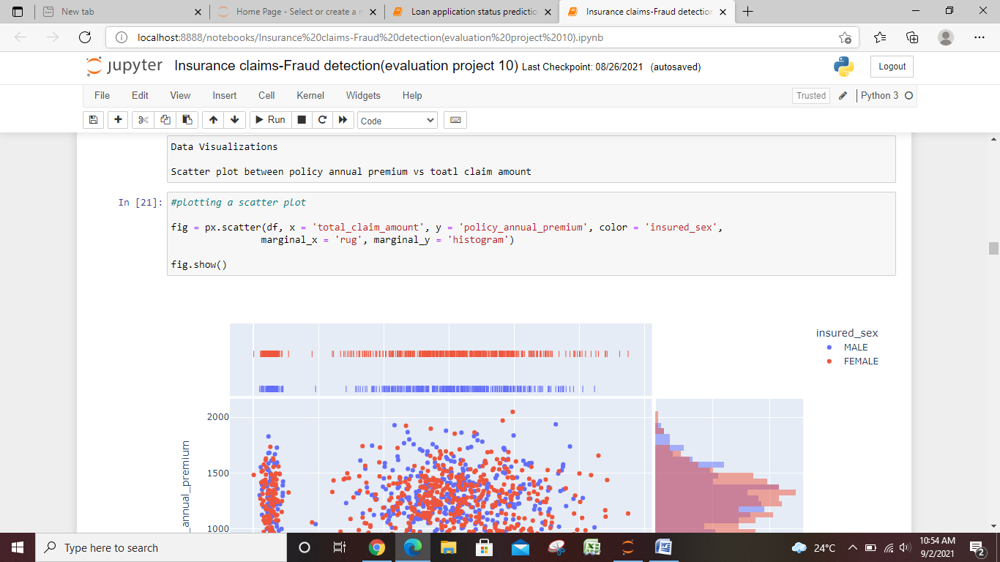 New tab
Home Page - Select or create a n
Loan application status predictio
Insurance claims-Fraud detection
localhost:8888/notebooks/Insurance%20claims-Fraud%20detection(evaluation%20project%2010).ipynb
jupyter Insurance claims-Fraud detection(evaluation project 10) Last Checkpoint: 08/26/2021 (autosaved)
Logout
File Edit View Insert Cell Kernel Widgets Help
Trusted
Python 3
Run
Code
Data Visualizations
Scatter plot between policy annual premium vs toatl claim amount
In [21]:
#plotting a scatter plot
fig = px.scatter(df, x = 'total_claim_amount', y = 'policy_annual_premium', color = 'insured_sex',
marginal_x = 'rug', marginal_y = 'histogram')
fig.show()
insured_sex
MALE
FEMALE
2000
1500
1000
_annual_premium
Type here to search
24°C
10:54 AM
9/2/2021
2